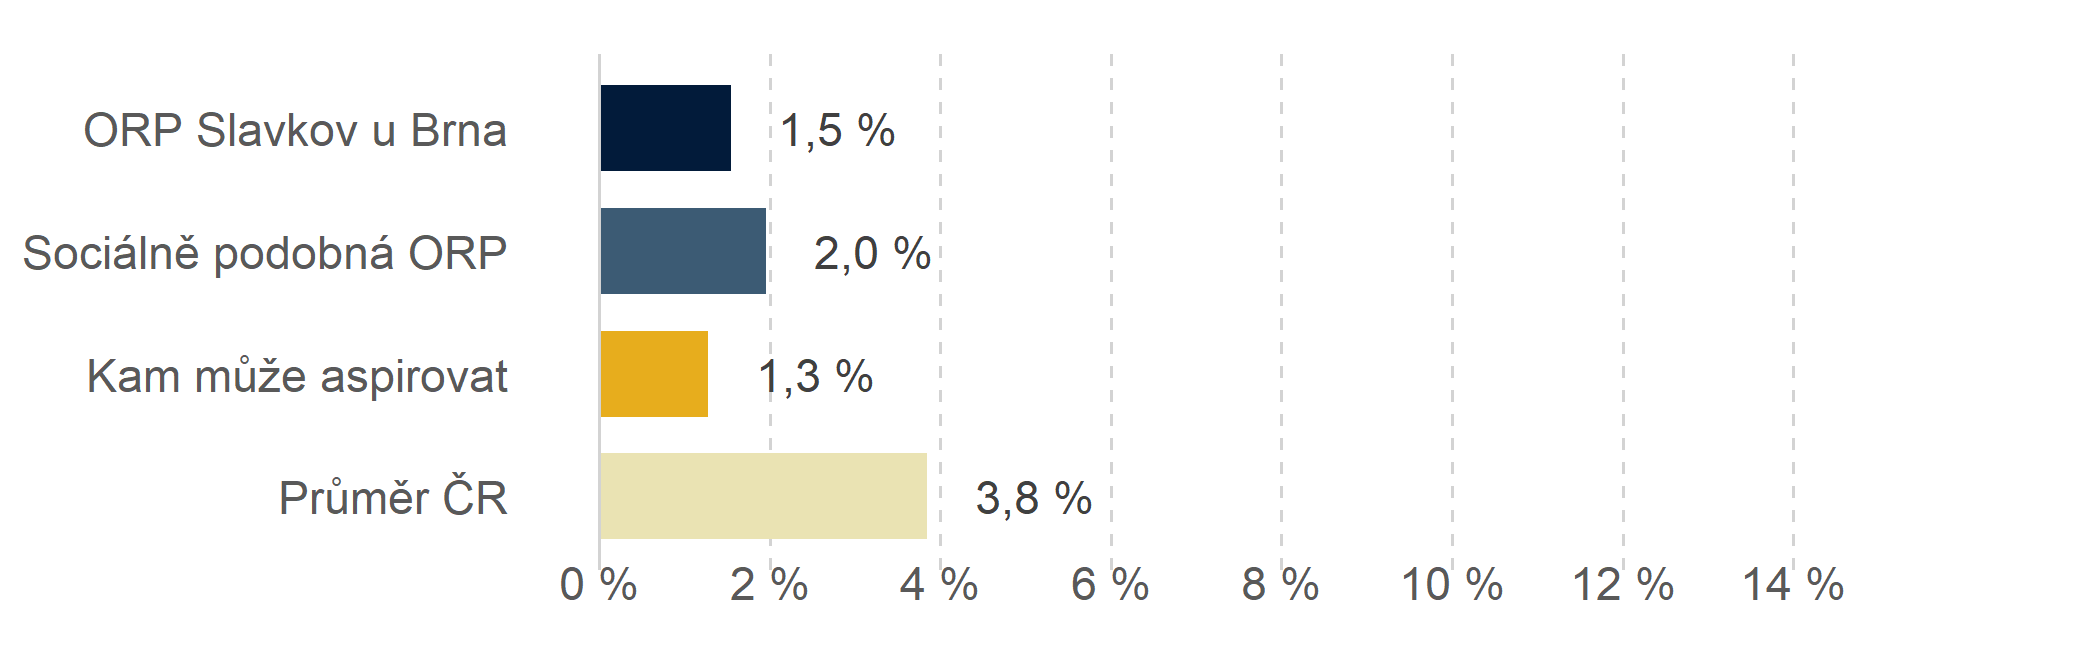 ORP Slavkov u Brna 1,5 %
Sociálně podobná ORP 2,0 %
Kam může aspirovat 1,3 %
Průměr ČR 3,8 %
0 % 2 % 4 % 6 % 8 % 10 % 12 % 14 %